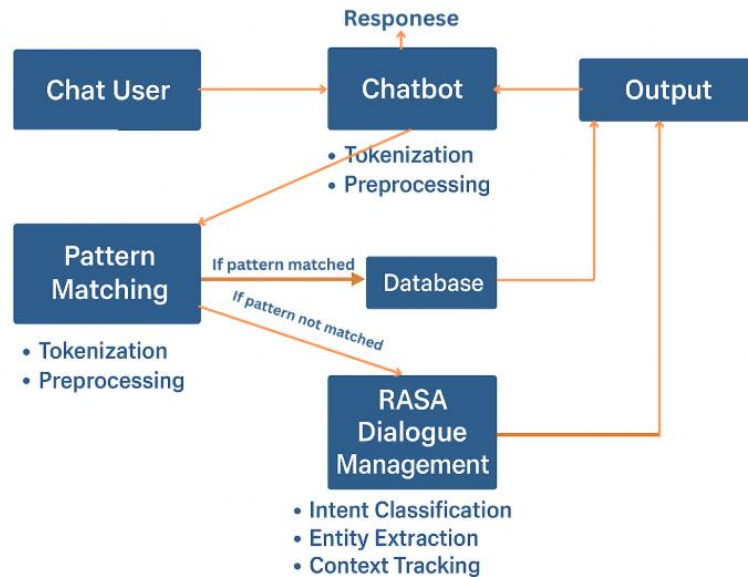 Responese
Chat User
Chatbot
Output
• Tokenization
• Preprocessing
Pattern
Matching
If pattern matched
Database
If pattern not matched
• Tokenization
• Preprocessing
RASA
Dialogue
Management
• Intent Classification
• Entity Extraction
• Context Tracking